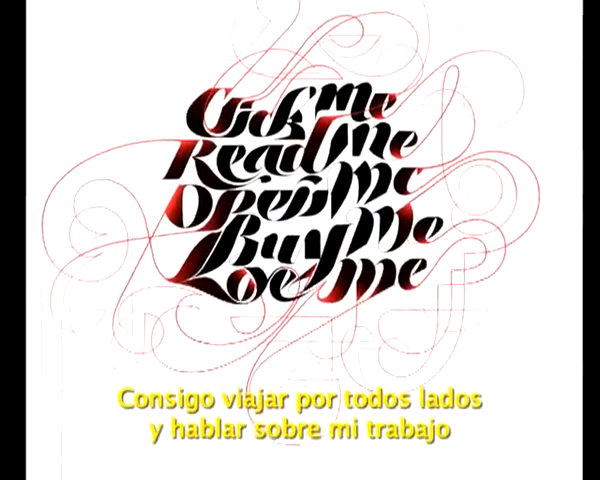 Click me
Read me
Open me
Buy me
Love me
Consigo viajar por todos lados
y hablar sobre mi trabajo